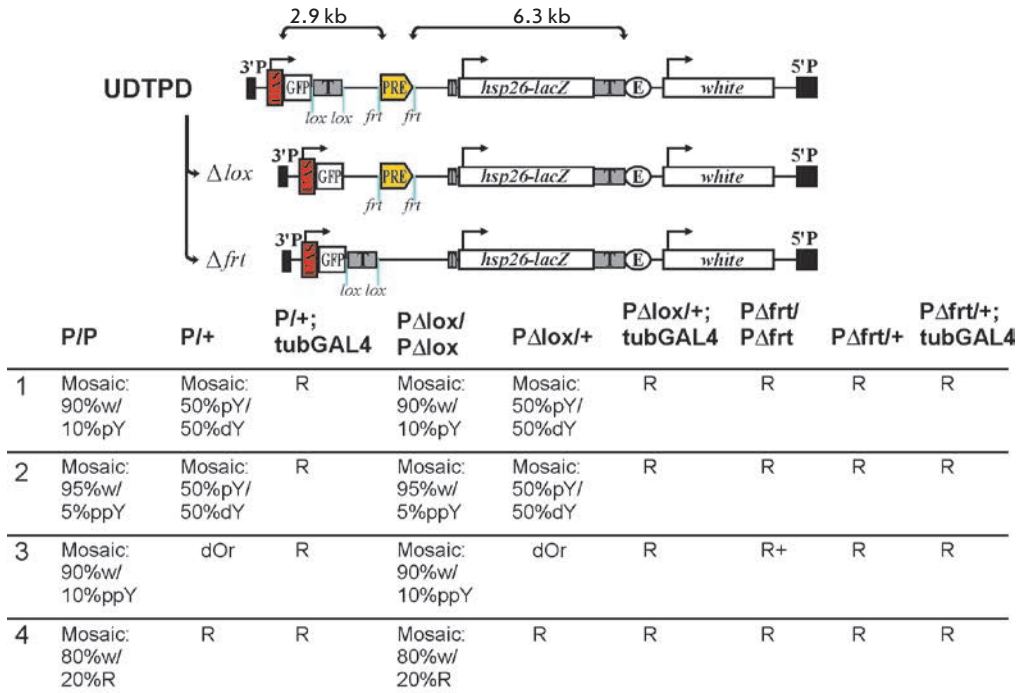 2.9 kb 6.3 kb
UDTPD 3'P GFP T PRE hsp26-lacZ T E white 5'P
lox lox frt frt
Δlox 3'P GFP PRE hsp26-lacZ T E white 5'P
frt frt
Δfrt 3'P GFP T hsp26-lacZ T E white 5'P
lox lox
P/P P/+ P/+; tubGAL4 PΔlox/ PΔlox PΔlox/+ PΔlox/+; tubGAL4 PΔfrt/ PΔfrt PΔfrt/+ PΔfrt/+; tubGAL4
1 Mosaic: Mosaic: R Mosaic: Mosaic: R R R R
90%w/ 50%pY/ 90%w/ 50%pY/
10%pY 50%dY 10%pY 50%dY
2 Mosaic: Mosaic: R Mosaic: Mosaic: R R R R
95%w/ 50%pY/ 95%w/ 50%pY/
5%ppY 50%dY 5%ppY 50%dY
3 Mosaic: dOr R Mosaic: dOr R R+ R R
90%w/ 90%w/
10%ppY 10%ppY
4 Mosaic: R R Mosaic: R R R R R
80%w/ 80%w/
20%R 20%R